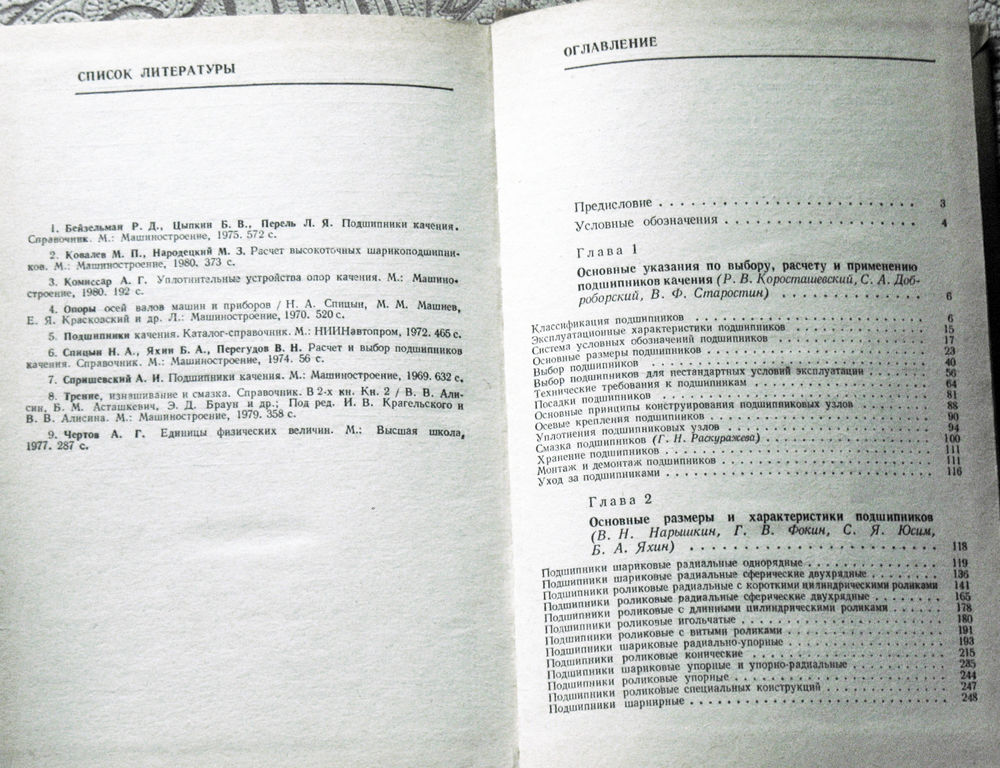 СПИСОК ЛИТЕРАТУРЫ
1. Бейзельман Р. Д., Цыпкин Б. В., Перель Л. Я. Подшипники качения.
Справочник. М.: Машиностроение, 1975. 572 с.
2. Ковалев М. П., Народецкий М. З. Расчет высокоточных шарикоподшипни-
ков. М.: Машиностроение, 1980. 373 с.
3. Комиссар А. Г. Уплотнительные устройства опор качения. М.: Машино-
строение, 1980. 192 с.
4. Опоры осей валов машин и приборов / Н. А. Спицын, М. М. Машнев,
Е. Я. Красковский и др. Л.: Машиностроение, 1970. 520 с.
5. Подшипники качения. Каталог-справочник. М.: НИИНавтопром, 1972. 465 с.
6. Спицын Н. А., Яхин Б. А., Перегудов В. Н. Расчет и выбор подшипников
качения. Справочник. М.: Машиностроение, 1974. 56 с.
7. Спришевский А. И. Подшипники качения. М.: Машиностроение, 1969. 632 с.
8. Трение, изнашивание и смазка. Справочник. В 2-х кн. Кн. 2 / В. В. Али-
син, Б. М. Асташкевич, Э. Д. Браун и др.; Под ред. И. В. Крагельского и
В. В. Алисина. М.: Машиностроение, 1979. 358 с.
9. Чертов А. Г. Единицы физических величин. М.: Высшая школа,
1977. 287 с.
ОГЛАВЛЕНИЕ
Предисловие . . . . . . . . . . 3
Условные обозначения . . . . . . . . . . 4
Глава 1
Основные указания по выбору, расчету и применению
подшипников качения (Р. В. Коросташевский, С. А. Доб-
роборский, В. Ф. Старостин) . . . . . . . . . . 6
Классификация подшипников . . . . . . . . . . 6
Эксплуатационные характеристики подшипников . . . . . . . . . . 15
Система условных обозначений подшипников . . . . . . . . . . 17
Основные размеры подшипников . . . . . . . . . . 23
Выбор подшипников . . . . . . . . . . 40
Выбор подшипников для нестандартных условий эксплуатации . . . . . . 56
Технические требования к подшипникам . . . . . . . . . . 64
Посадки подшипников . . . . . . . . . . 81
Основные принципы конструирования подшипниковых узлов . . . . . . 88
Осевые крепления подшипников . . . . . . . . . . 90
Уплотнения подшипниковых узлов . . . . . . . . . . 94
Смазка подшипников (Г. Н. Раскуражева) . . . . . . . . . . 100
Хранение подшипников . . . . . . . . . . 111
Монтаж и демонтаж подшипников . . . . . . . . . . 111
Уход за подшипниками . . . . . . . . . . 116
Глава 2
Основные размеры и характеристики подшипников
(В. Н. Нарышкин, Г. В. Фокин, С. Я. Юсим,
Б. А. Яхин) . . . . . . . . . . 118
Подшипники шариковые радиальные однорядные . . . . . . . . . . 119
Подшипники шариковые радиальные сферические двухрядные . . . . . . 136
Подшипники роликовые радиальные с короткими цилиндрическими роликами 141
Подшипники роликовые радиальные сферические двухрядные . . . . . . 165
Подшипники роликовые с длинными цилиндрическими роликами . . . . . . 178
Подшипники роликовые игольчатые . . . . . . . . . . 180
Подшипники роликовые с витыми роликами . . . . . . . . . . 191
Подшипники шариковые радиально-упорные . . . . . . . . . . 193
Подшипники роликовые конические . . . . . . . . . . 215
Подшипники шариковые упорные и упорно-радиальные . . . . . . . . 235
Подшипники роликовые упорные . . . . . . . . . . 244
Подшипники роликовые специальных конструкций . . . . . . . . . . 247
Подшипники шарнирные . . . . . . . . . . 248